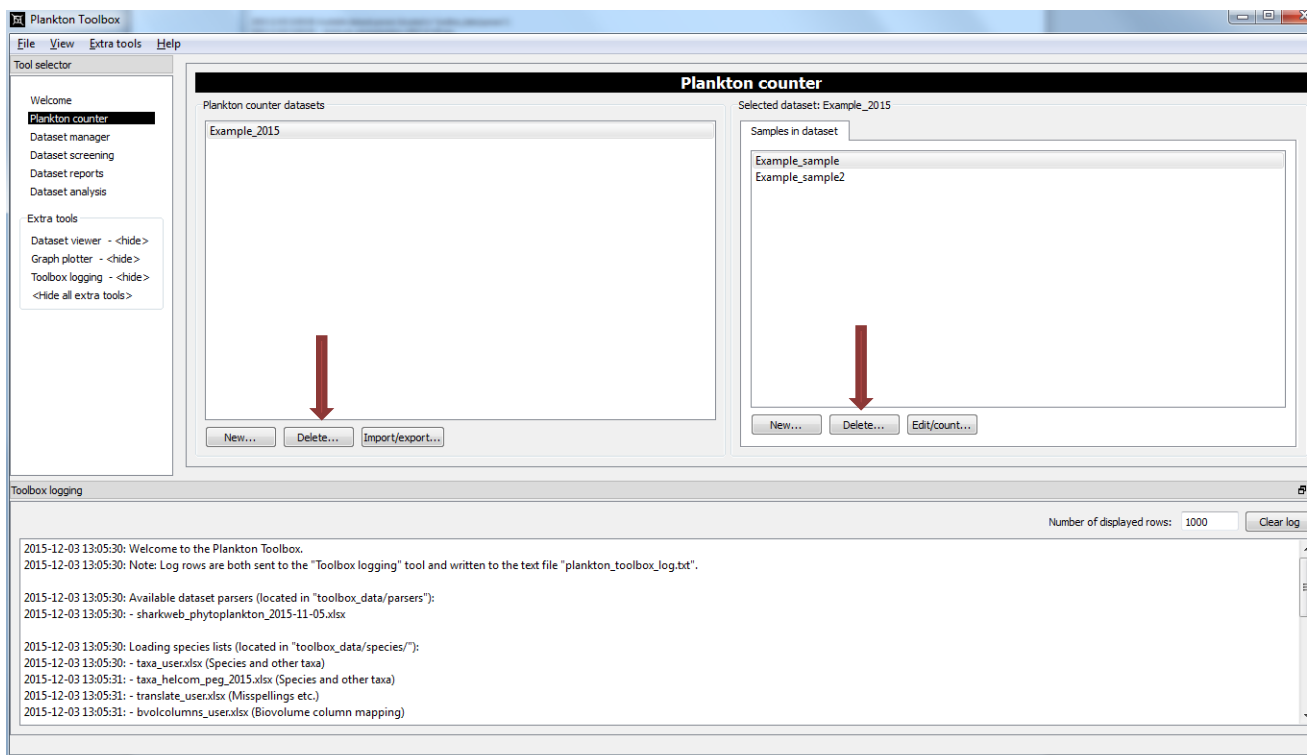 Plankton Toolbox
File View Extra tools Help
Tool selector
Welcome
Plankton counter
Dataset manager
Dataset screening
Dataset reports
Dataset analysis
Extra tools
Dataset viewer - <hide>
Graph plotter - <hide>
Toolbox logging - <hide>
<Hide all extra tools>
Plankton counter
Plankton counter datasets
Example_2015
New... Delete... Import/export...
Selected dataset: Example_2015
Samples in dataset
Example_sample
Example_sample2
New... Delete... Edit/count...
Toolbox logging
Number of displayed rows: 1000 Clear log
2015-12-03 13:05:30: Welcome to the Plankton Toolbox.
2015-12-03 13:05:30: Note: Log rows are both sent to the "Toolbox logging" tool and written to the text file "plankton_toolbox_log.txt".
2015-12-03 13:05:30: Available dataset parsers (located in "toolbox_data/parsers"):
2015-12-03 13:05:30: - sharkweb_phytoplankton_2015-11-05.xlsx
2015-12-03 13:05:30: Loading species lists (located in "toolbox_data/species/"):
2015-12-03 13:05:30: - taxa_user.xlsx (Species and other taxa)
2015-12-03 13:05:31: - taxa_helcom_peg_2015.xlsx (Species and other taxa)
2015-12-03 13:05:31: - translate_user.xlsx (Misspellings etc.)
2015-12-03 13:05:31: - bvolcolumns_user.xlsx (Biovolume column mapping)